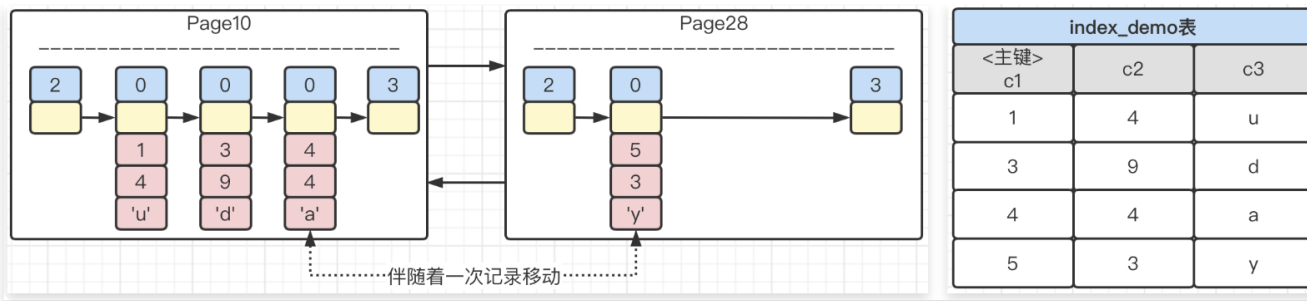 Page10
2 0 0 0 3
1 3 4
4 9 4
'u' 'd' 'a'
Page28
2 0 3
5
3
'y'
伴随着一次记录移动
index_demo表
<主键>
c1 c2 c3
1 4 u
3 9 d
4 4 a
5 3 y